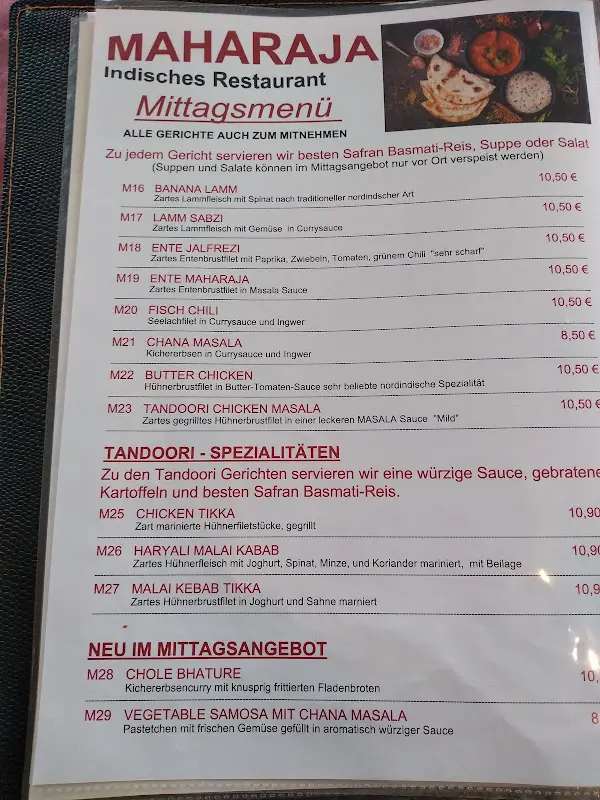 MAHARAJA
Indisches Restaurant
Mittagsmenü
ALLE GERICHTE AUCH ZUM MITNEHMEN
Zu jedem Gericht servieren wir besten Safran Basmati-Reis, Suppe oder Salat
(Suppen und Salate können im Mittagsangebot nur vor Ort verspeist werden)
M16 BANANA LAMM 10,50 €
Zartes Lammfleisch mit Spinat nach traditioneller nordindischer Art
M17 LAMM SABZI 10,50 €
Zartes Lammfleisch mit Gemüse in Currysauce
M18 ENTE JALFREZI 10,50 €
Zartes Entenbrustfilet mit Paprika, Zwiebeln, Tomaten, grünem Chili "sehr scharf"
M19 ENTE MAHARAJA 10,50 €
Zartes Entenbrustfilet in Masala Sauce
M20 FISCH CHILI 10,50 €
Seelachfilet in Currysauce und Ingwer
M21 CHANA MASALA 8,50 €
Kichererbsen in Currysauce und Ingwer
M22 BUTTER CHICKEN 10,50 €
Hühnerbrustfilet in Butter-Tomaten-Sauce sehr beliebte nordindische Spezialität
M23 TANDOORI CHICKEN MASALA 10,50 €
Zartes gegrilltes Hühnerbrustfilet in einer leckeren MASALA Sauce "Mild"
TANDOORI - SPEZIALITÄTEN
Zu den Tandoori Gerichten servieren wir eine würzige Sauce, gebratene
Kartoffeln und besten Safran Basmati-Reis.
M25 CHICKEN TIKKA 10,90
Zart marinierte Hühnerfiletstücke, gegrillt
M26 HARYALI MALAI KABAB 10,90
Zartes Hühnerfleisch mit Joghurt, Spinat, Minze, und Koriander mariniert, mit Beilage
M27 MALAI KEBAB TIKKA 10,9
Zartes Hühnerbrustfilet in Joghurt und Sahne marniert
NEU IM MITTAGSANGEBOT
M28 CHOLE BHATURE 10,
Kichererbsencurry mit knusprig frittierten Fladenbroten
M29 VEGETABLE SAMOSA MIT CHANA MASALA 8
Pastetchen mit frischen Gemüse gefüllt in aromatisch würziger Sauce